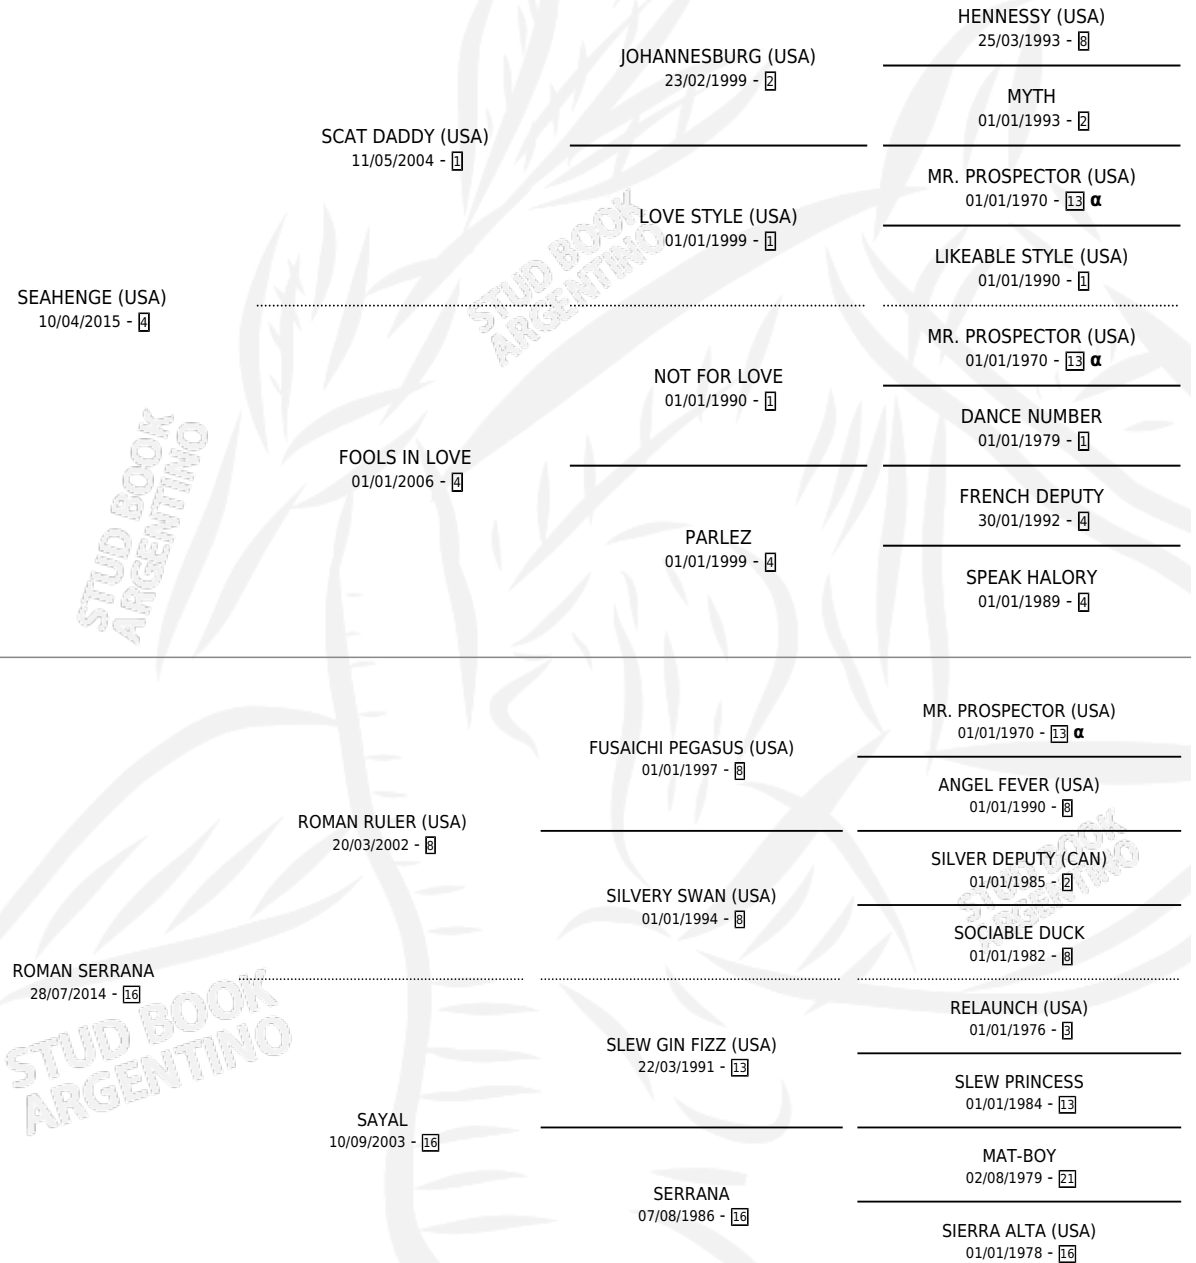 HENNESSY (USA)
25/03/1993 - 8
JOHANNESBURG (USA)
23/02/1999 - 2
MYTH
01/01/1993 - 2
SCAT DADDY (USA)
11/05/2004 - 1
MR. PROSPECTOR (USA)
01/01/1970 - 13 α
LOVE STYLE (USA)
01/01/1999 - 1
LIKEABLE STYLE (USA)
01/01/1990 - 1
SEAHENGE (USA)
10/04/2015 - 4
MR. PROSPECTOR (USA)
01/01/1970 - 13 α
NOT FOR LOVE
01/01/1990 - 1
DANCE NUMBER
01/01/1979 - 1
FOOLS IN LOVE
01/01/2006 - 4
FRENCH DEPUTY
30/01/1992 - 4
PARLEZ
01/01/1999 - 4
SPEAK HALORY
01/01/1989 - 4
MR. PROSPECTOR (USA)
01/01/1970 - 13 α
FUSAICHI PEGASUS (USA)
01/01/1997 - 8
ANGEL FEVER (USA)
01/01/1990 - 8
ROMAN RULER (USA)
20/03/2002 - 8
SILVER DEPUTY (CAN)
01/01/1985 - 2
SILVERY SWAN (USA)
01/01/1994 - 8
SOCIABLE DUCK
01/01/1982 - 8
ROMAN SERRANA
28/07/2014 - 16
RELAUNCH (USA)
01/01/1976 - 3
SLEW GIN FIZZ (USA)
22/03/1991 - 13
SLEW PRINCESS
01/01/1984 - 13
SAYAL
10/09/2003 - 16
MAT-BOY
02/08/1979 - 21
SERRANA
07/08/1986 - 16
SIERRA ALTA (USA)
01/01/1978 - 16
STUD BOOK
ARGENTINO
STUD BOOK
ARGENTINO
STUD BOOK
ARGENTINO
STUD BOOK
ARGENTINO